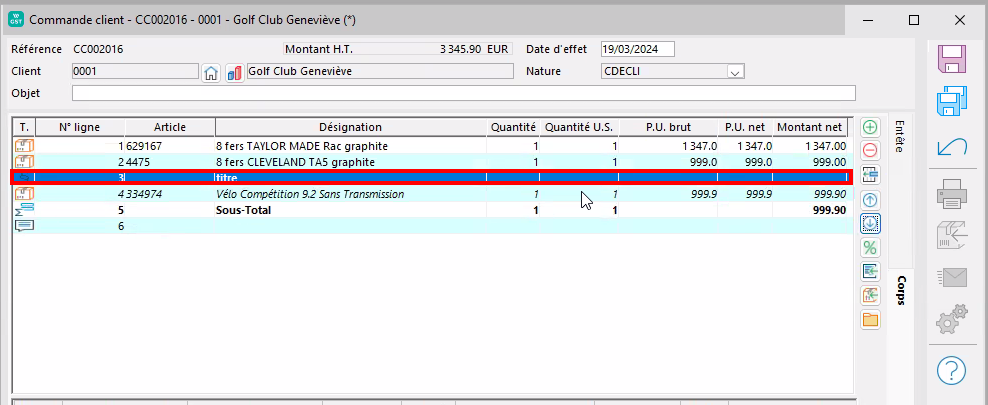 Commande client - CC002016 - 0001 - Golf Club Geneviève (*)
Référence CC002016 Montant H.T. 3 345.90 EUR Date d'effet 19/03/2024
Client 0001 Golf Club Geneviève Nature CDECLI
Objet
T. N° ligne Article Désignation Quantité Quantité U.S. P.U. brut P.U. net Montant net
1 629167 8 fers TAYLOR MADE Rac graphite 1 1 1 347.0 1 347.0 1 347.00
2 4475 8 fers CLEVELAND TA5 graphite 1 1 999.0 999.0 999.00
3 titre
4 334974 Vélo Compétition 9.2 Sans Transmission 1 1 999.9 999.9 999.90
5 Sous-Total 1 1 999.90
6
Entête
Corps